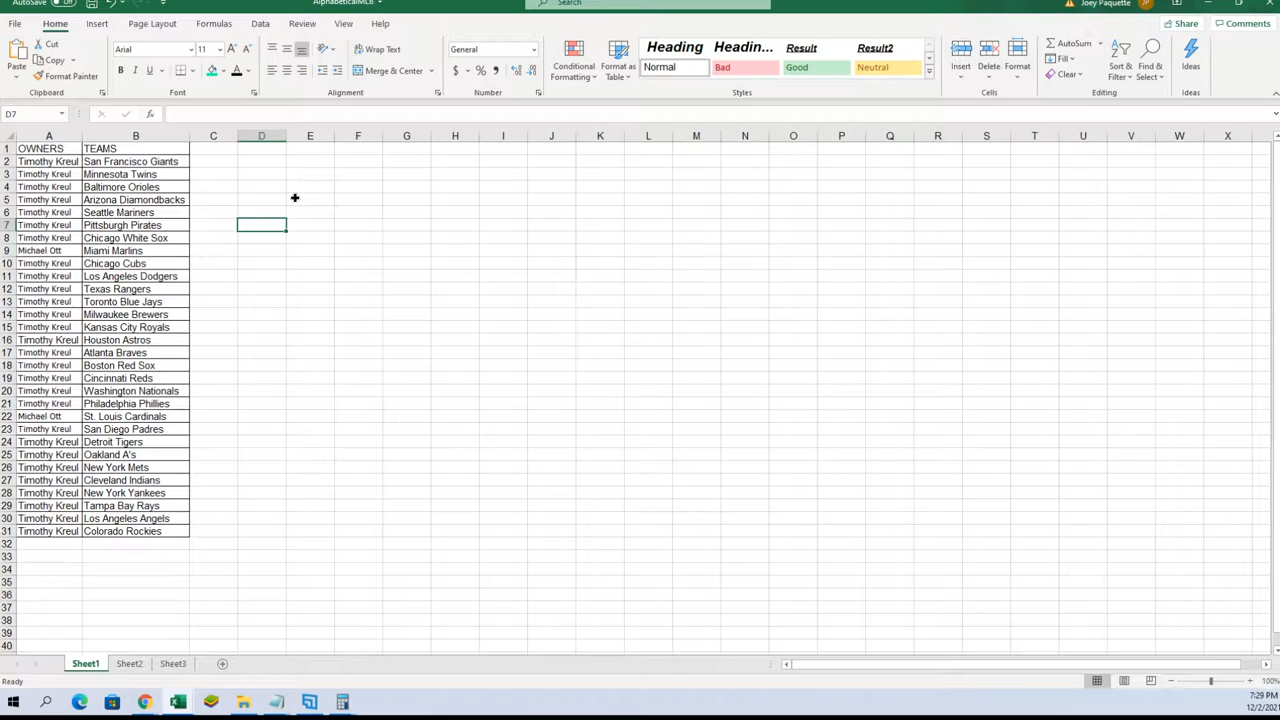 AutoSave Off AlphabeticalMLB Search Joey Paquette JP
File Home Insert Page Layout Formulas Data Review View Help Share Comments
Paste Cut Copy Format Painter Clipboard
Arial 11 B I U Font
Wrap Text Merge & Center Alignment
General $ % Number
Conditional Formatting Format as Table
Heading Headin... Result Result2
Normal Bad Good Neutral
Styles
Insert Delete Format Cells
AutoSum Fill Clear Sort & Filter Find & Select Editing
Ideas Ideas
D7 fx
A B C D E F G H I J K L M N O P Q R S T U V W X
1 OWNERS TEAMS
2 Timothy Kreul San Francisco Giants
3 Timothy Kreul Minnesota Twins
4 Timothy Kreul Baltimore Orioles
5 Timothy Kreul Arizona Diamondbacks
6 Timothy Kreul Seattle Mariners
7 Timothy Kreul Pittsburgh Pirates
8 Timothy Kreul Chicago White Sox
9 Michael Ott Miami Marlins
10 Timothy Kreul Chicago Cubs
11 Timothy Kreul Los Angeles Dodgers
12 Timothy Kreul Texas Rangers
13 Timothy Kreul Toronto Blue Jays
14 Timothy Kreul Milwaukee Brewers
15 Timothy Kreul Kansas City Royals
16 Timothy Kreul Houston Astros
17 Timothy Kreul Atlanta Braves
18 Timothy Kreul Boston Red Sox
19 Timothy Kreul Cincinnati Reds
20 Timothy Kreul Washington Nationals
21 Timothy Kreul Philadelphia Phillies
22 Michael Ott St. Louis Cardinals
23 Timothy Kreul San Diego Padres
24 Timothy Kreul Detroit Tigers
25 Timothy Kreul Oakland A's
26 Timothy Kreul New York Mets
27 Timothy Kreul Cleveland Indians
28 Timothy Kreul New York Yankees
29 Timothy Kreul Tampa Bay Rays
30 Timothy Kreul Los Angeles Angels
31 Timothy Kreul Colorado Rockies
32
33
34
35
36
37
38
39
40
Sheet1 Sheet2 Sheet3
Ready 100%
7:29 PM
12/2/2021